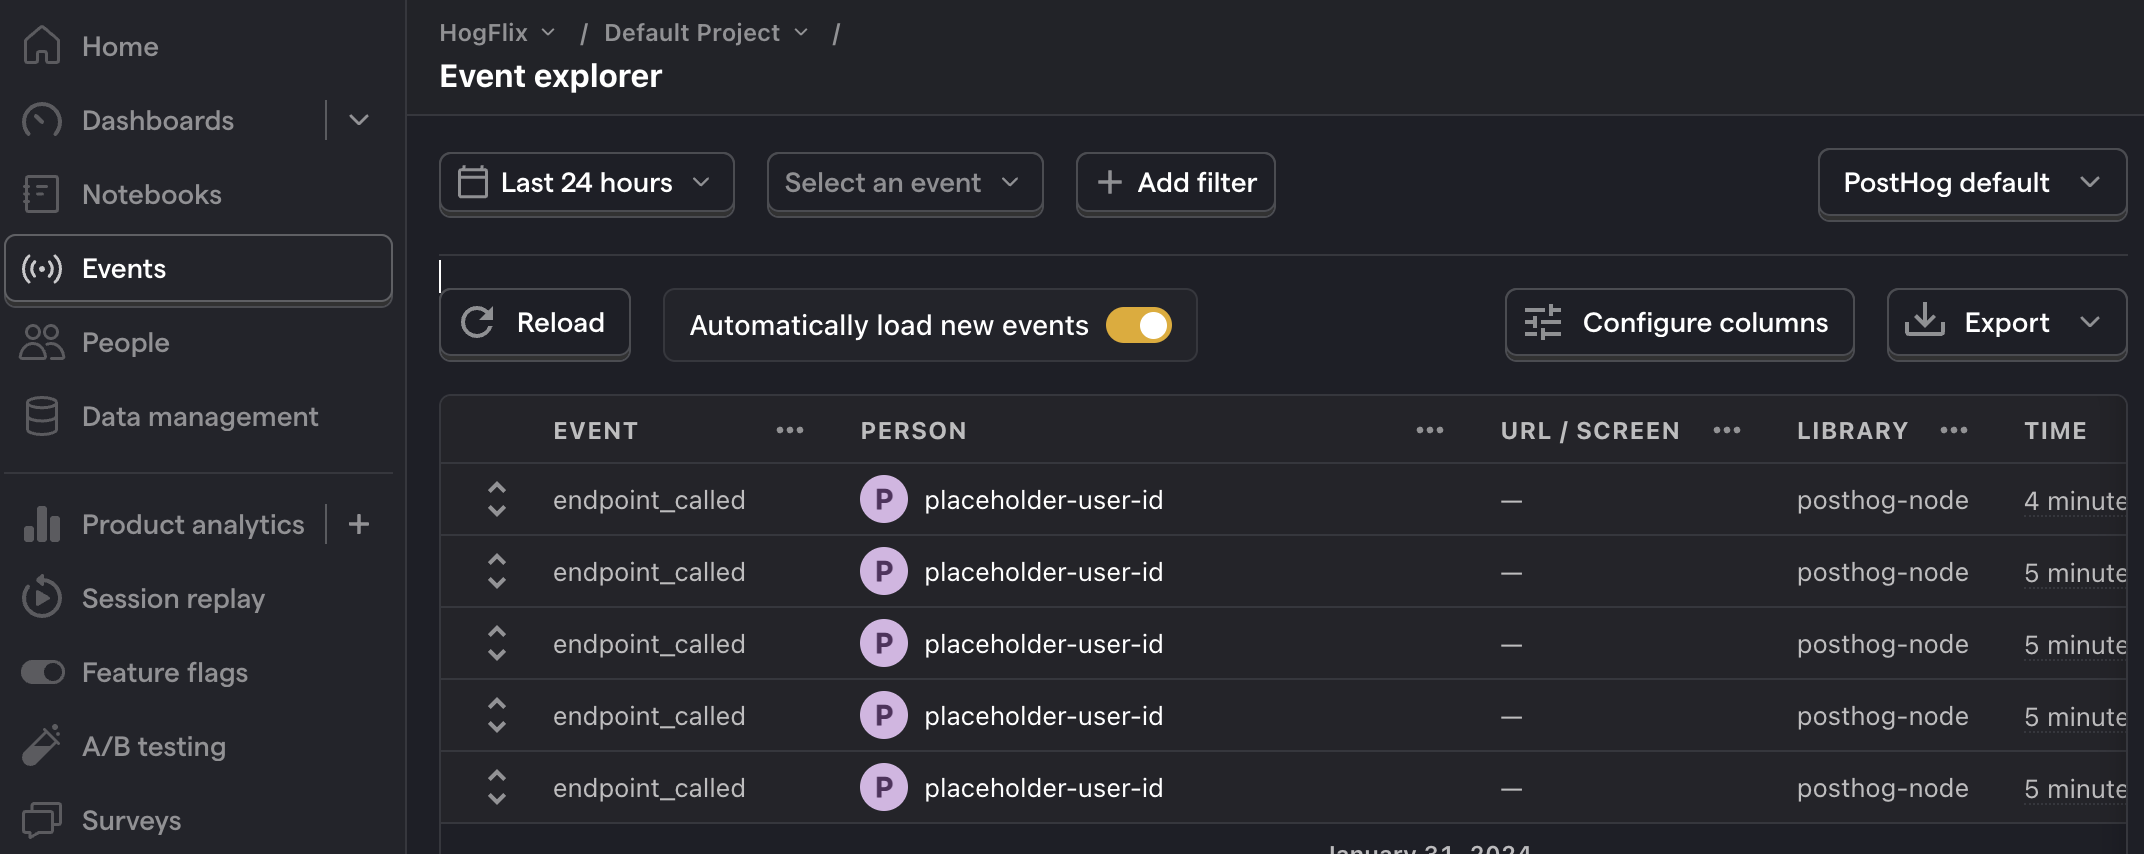 Home
Dashboards
Notebooks
Events
People
Data management
Product analytics
Session replay
Feature flags
A/B testing
Surveys
HogFlix / Default Project /
Event explorer
Last 24 hours Select an event Add filter PostHog default
Reload Automatically load new events Configure columns Export
EVENT PERSON URL / SCREEN LIBRARY TIME
endpoint_called P placeholder-user-id — posthog-node 4 minute
endpoint_called P placeholder-user-id — posthog-node 5 minute
endpoint_called P placeholder-user-id — posthog-node 5 minute
endpoint_called P placeholder-user-id — posthog-node 5 minute
endpoint_called P placeholder-user-id — posthog-node 5 minute
January 31, 2024